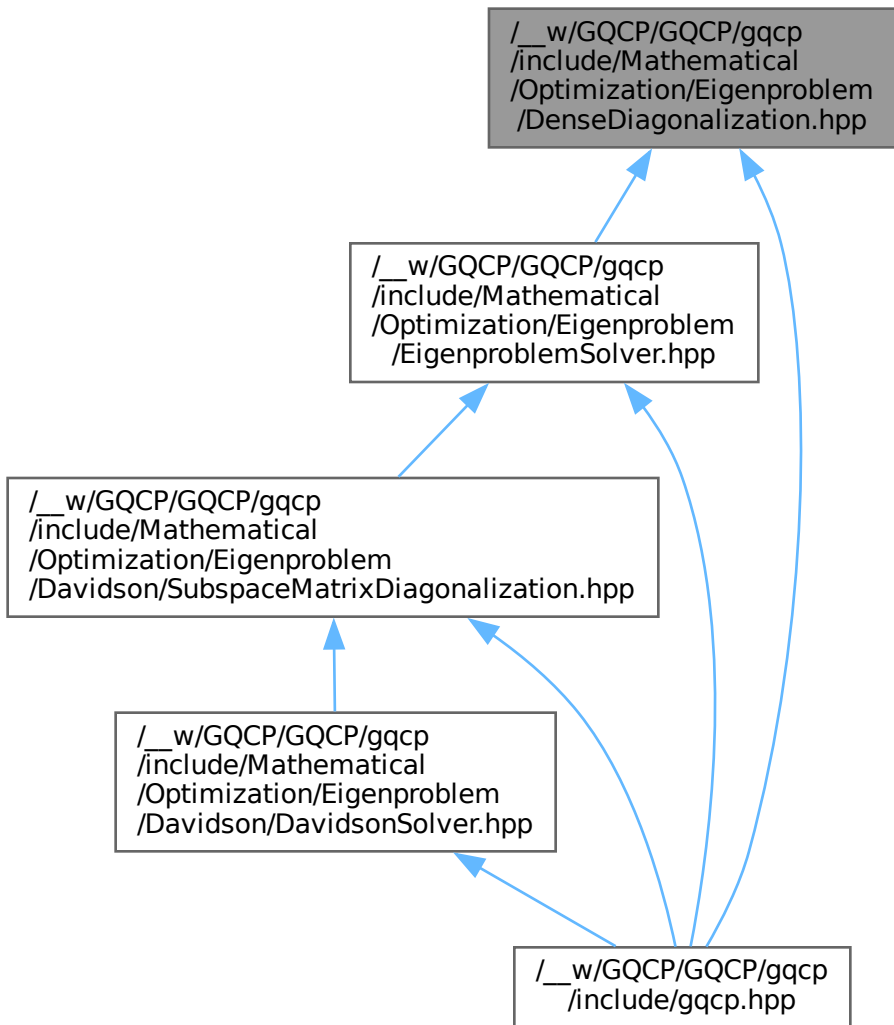 /__w/GQCP/GQCP/gqcp
/include/Mathematical
/Optimization/Eigenproblem
/DenseDiagonalization.hpp
/__w/GQCP/GQCP/gqcp
/include/Mathematical
/Optimization/Eigenproblem
/EigenproblemSolver.hpp
/__w/GQCP/GQCP/gqcp
/include/Mathematical
/Optimization/Eigenproblem
/Davidson/SubspaceMatrixDiagonalization.hpp
/__w/GQCP/GQCP/gqcp
/include/Mathematical
/Optimization/Eigenproblem
/Davidson/DavidsonSolver.hpp
/__w/GQCP/GQCP/gqcp
/include/gqcp.hpp